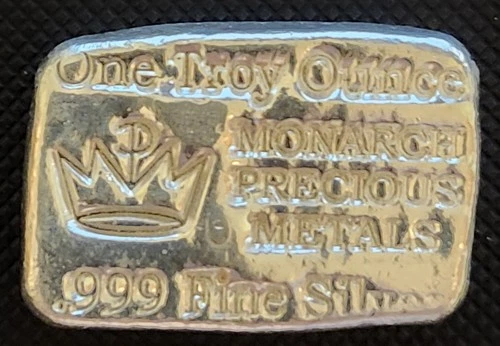 One Troy Ounce
MONARCH
PRECIOUS
METALS
.999 Fine Silver